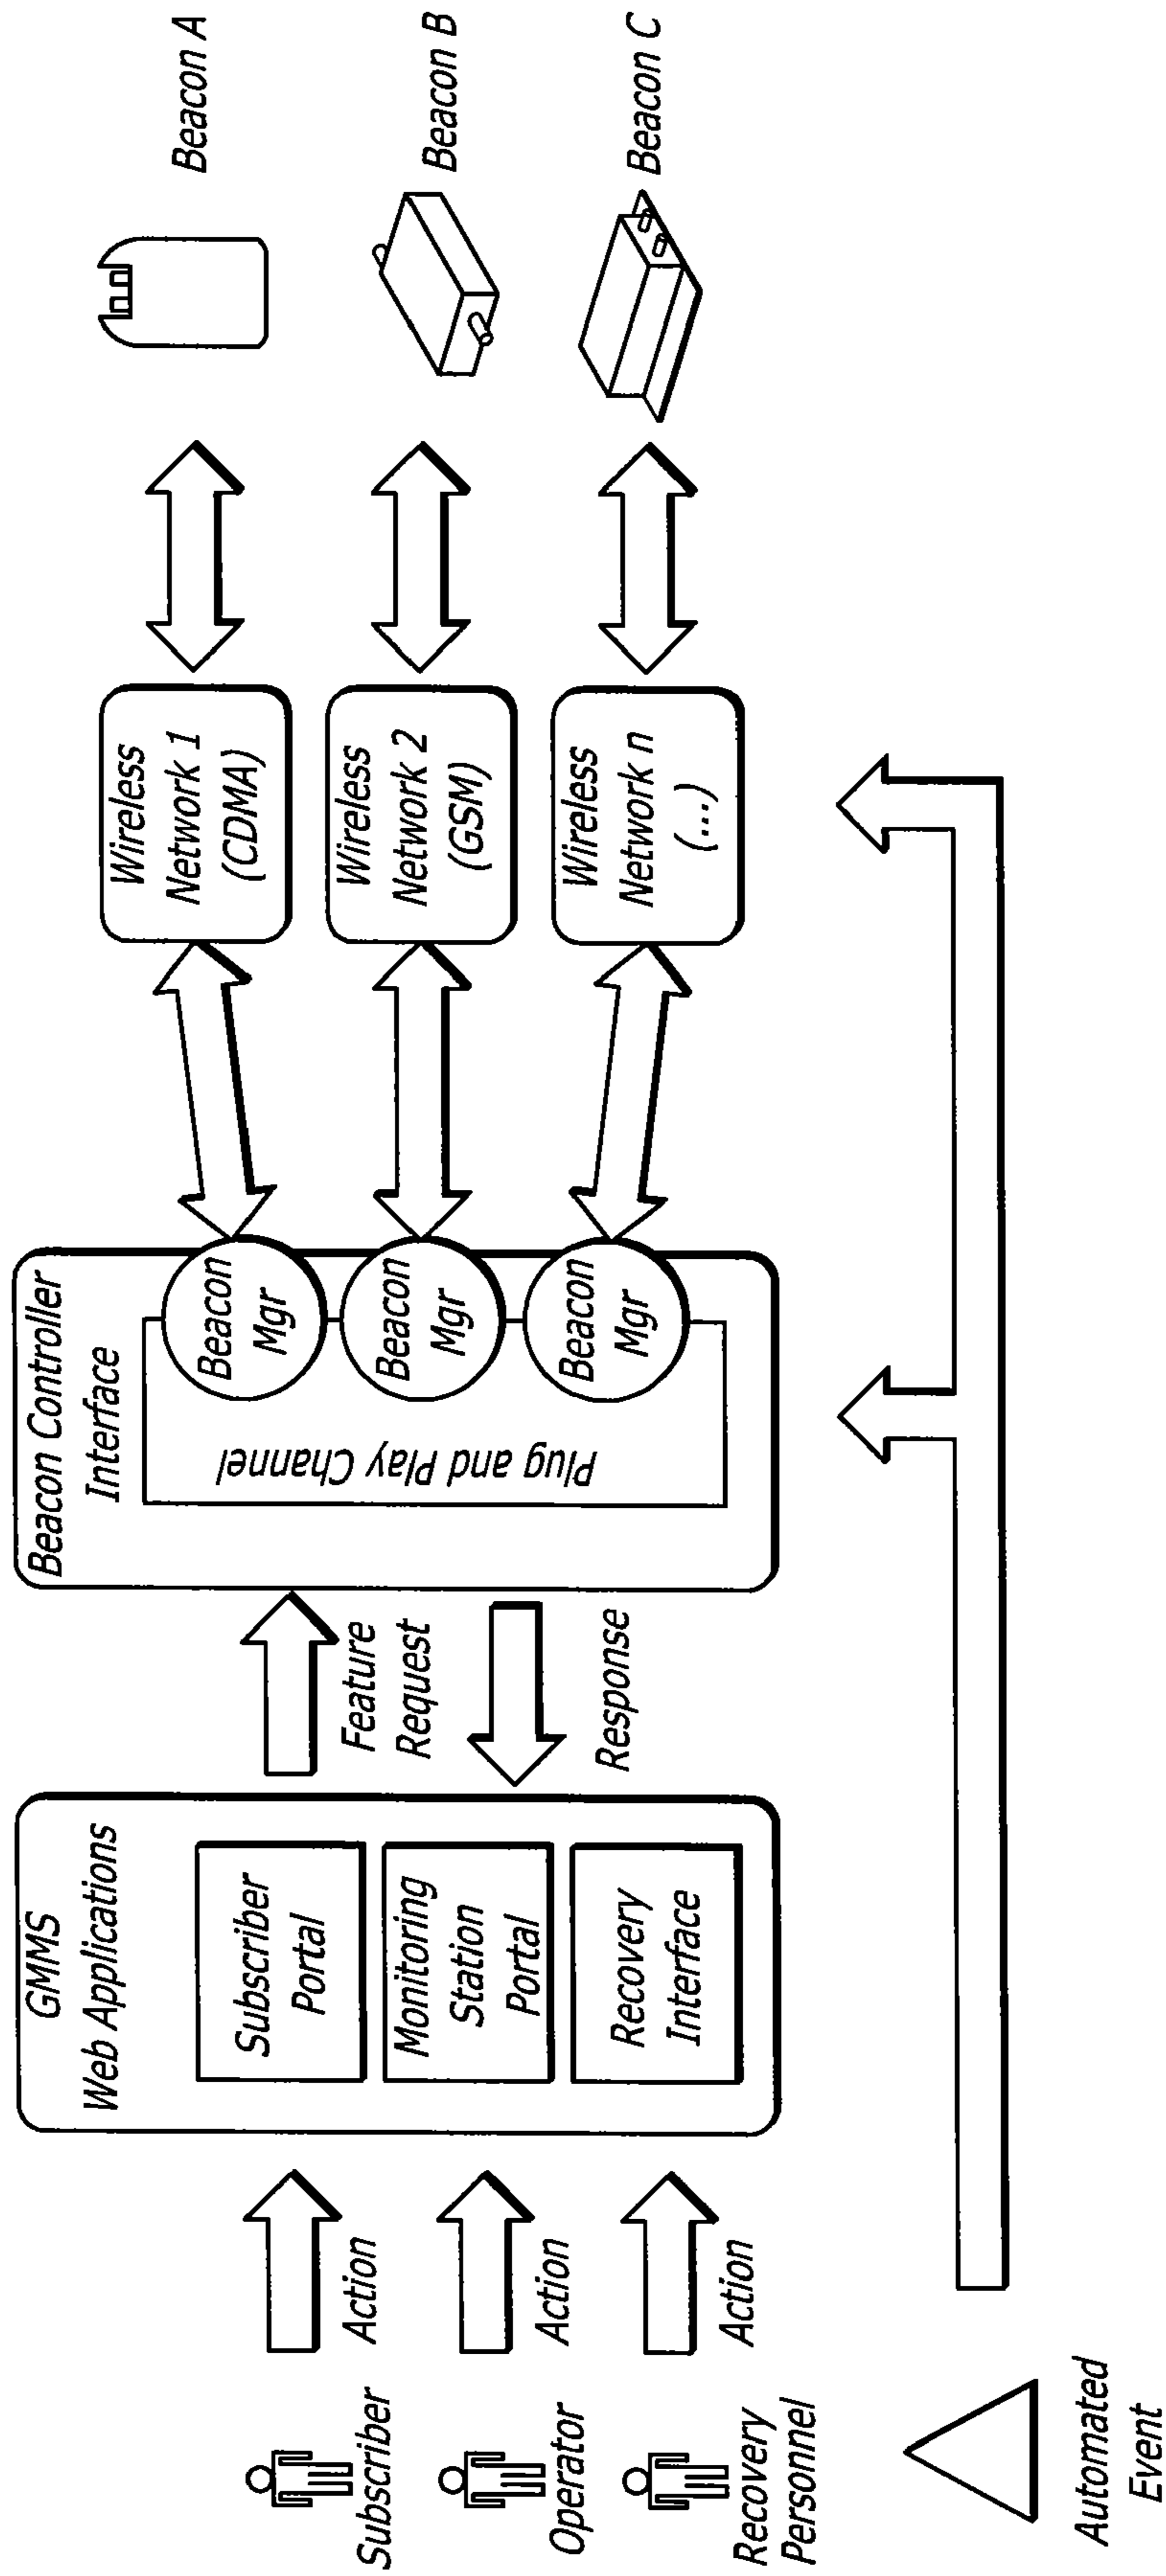 Subscriber
Action
Operator
Action
Recovery
Personnel
Action
Automated
Event
GMMS
Web Applications
Subscriber
Portal
Monitoring
Station
Portal
Recovery
Interface
Feature
Request
Response
Beacon Controller
Interface
Plug and Play Channel
Beacon
Mgr
Beacon
Mgr
Beacon
Mgr
Wireless
Network 1
(CDMA)
Wireless
Network 2
(GSM)
Wireless
Network n
(...)
Beacon A
Beacon B
Beacon C